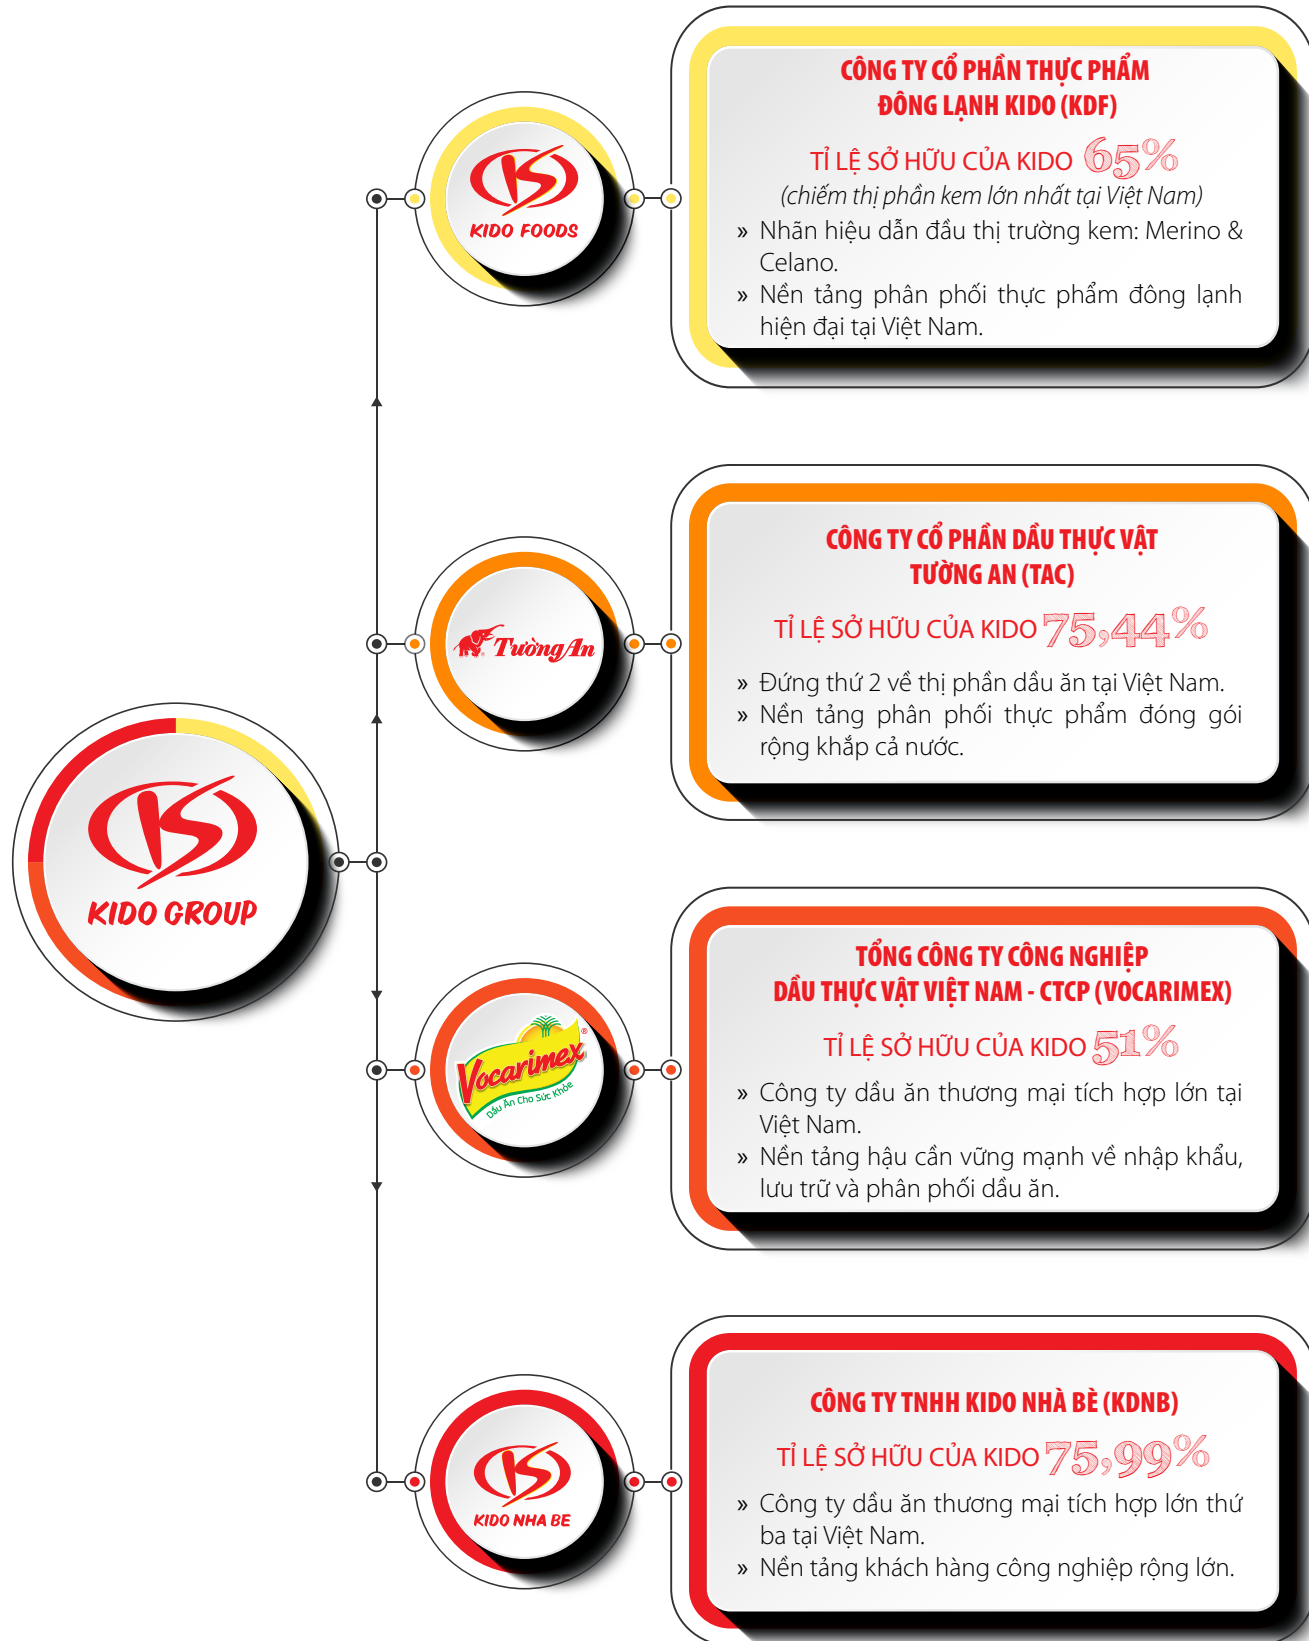 CÔNG TY CỔ PHẦN THỰC PHẨM
ĐÔNG LẠNH KIDO (KDF)
TỈ LỆ SỞ HỮU CỦA KIDO 65%
(chiếm thị phần kem lớn nhất tại Việt Nam)
» Nhãn hiệu dẫn đầu thị trường kem: Merino &
Celano.
» Nền tảng phân phối thực phẩm đông lạnh
hiện đại tại Việt Nam.
KIDO FOODS
CÔNG TY CỔ PHẦN DẦU THỰC VẬT
TƯỜNG AN (TAC)
TỈ LỆ SỞ HỮU CỦA KIDO 75,44%
» Đứng thứ 2 về thị phần dầu ăn tại Việt Nam.
» Nền tảng phân phối thực phẩm đóng gói
rộng khắp cả nước.
Tường An
KIDO GROUP
TỔNG CÔNG TY CÔNG NGHIỆP
DẦU THỰC VẬT VIỆT NAM - CTCP (VOCARIMEX)
TỈ LỆ SỞ HỮU CỦA KIDO 51%
» Công ty dầu ăn thương mại tích hợp lớn tại
Việt Nam.
» Nền tảng hậu cần vững mạnh về nhập khẩu,
lưu trữ và phân phối dầu ăn.
Vocarimex®
Dầu Ăn Cho Sức Khỏe
CÔNG TY TNHH KIDO NHÀ BÈ (KDNB)
TỈ LỆ SỞ HỮU CỦA KIDO 75,99%
» Công ty dầu ăn thương mại tích hợp lớn thứ
ba tại Việt Nam.
» Nền tảng khách hàng công nghiệp rộng lớn.
KIDO NHA BE